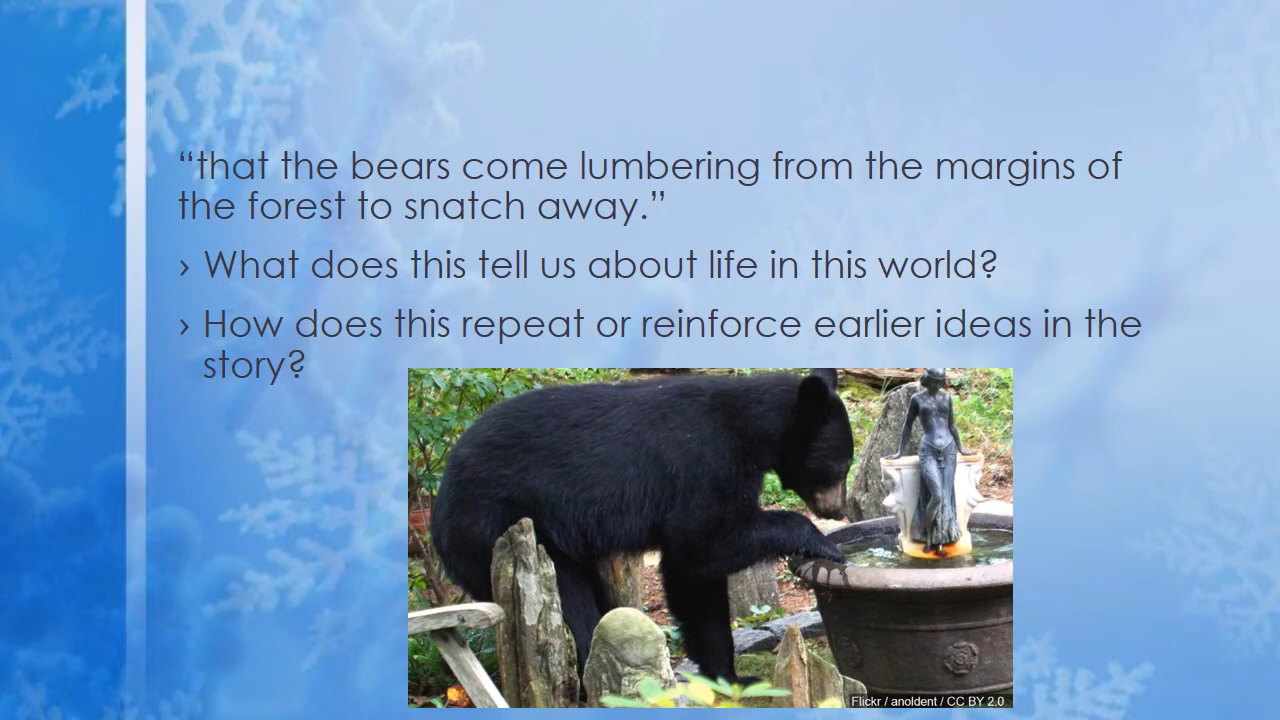 “that the bears come lumbering from the margins of
the forest to snatch away.”
› What does this tell us about life in this world?
› How does this repeat or reinforce earlier ideas in the
story?
Flickr / anoldent / CC BY 2.0